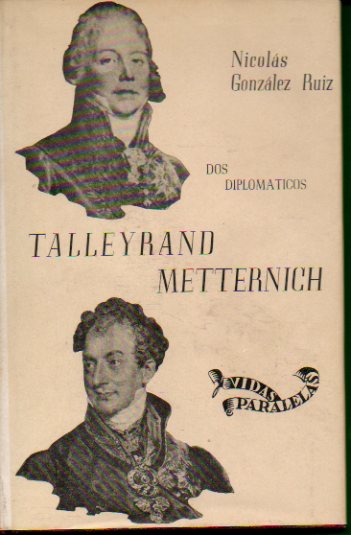 Nicolás
González Ruiz
DOS
DIPLOMATICOS
TALLEYRAND
METTERNICH
VIDAS
PARALELAS